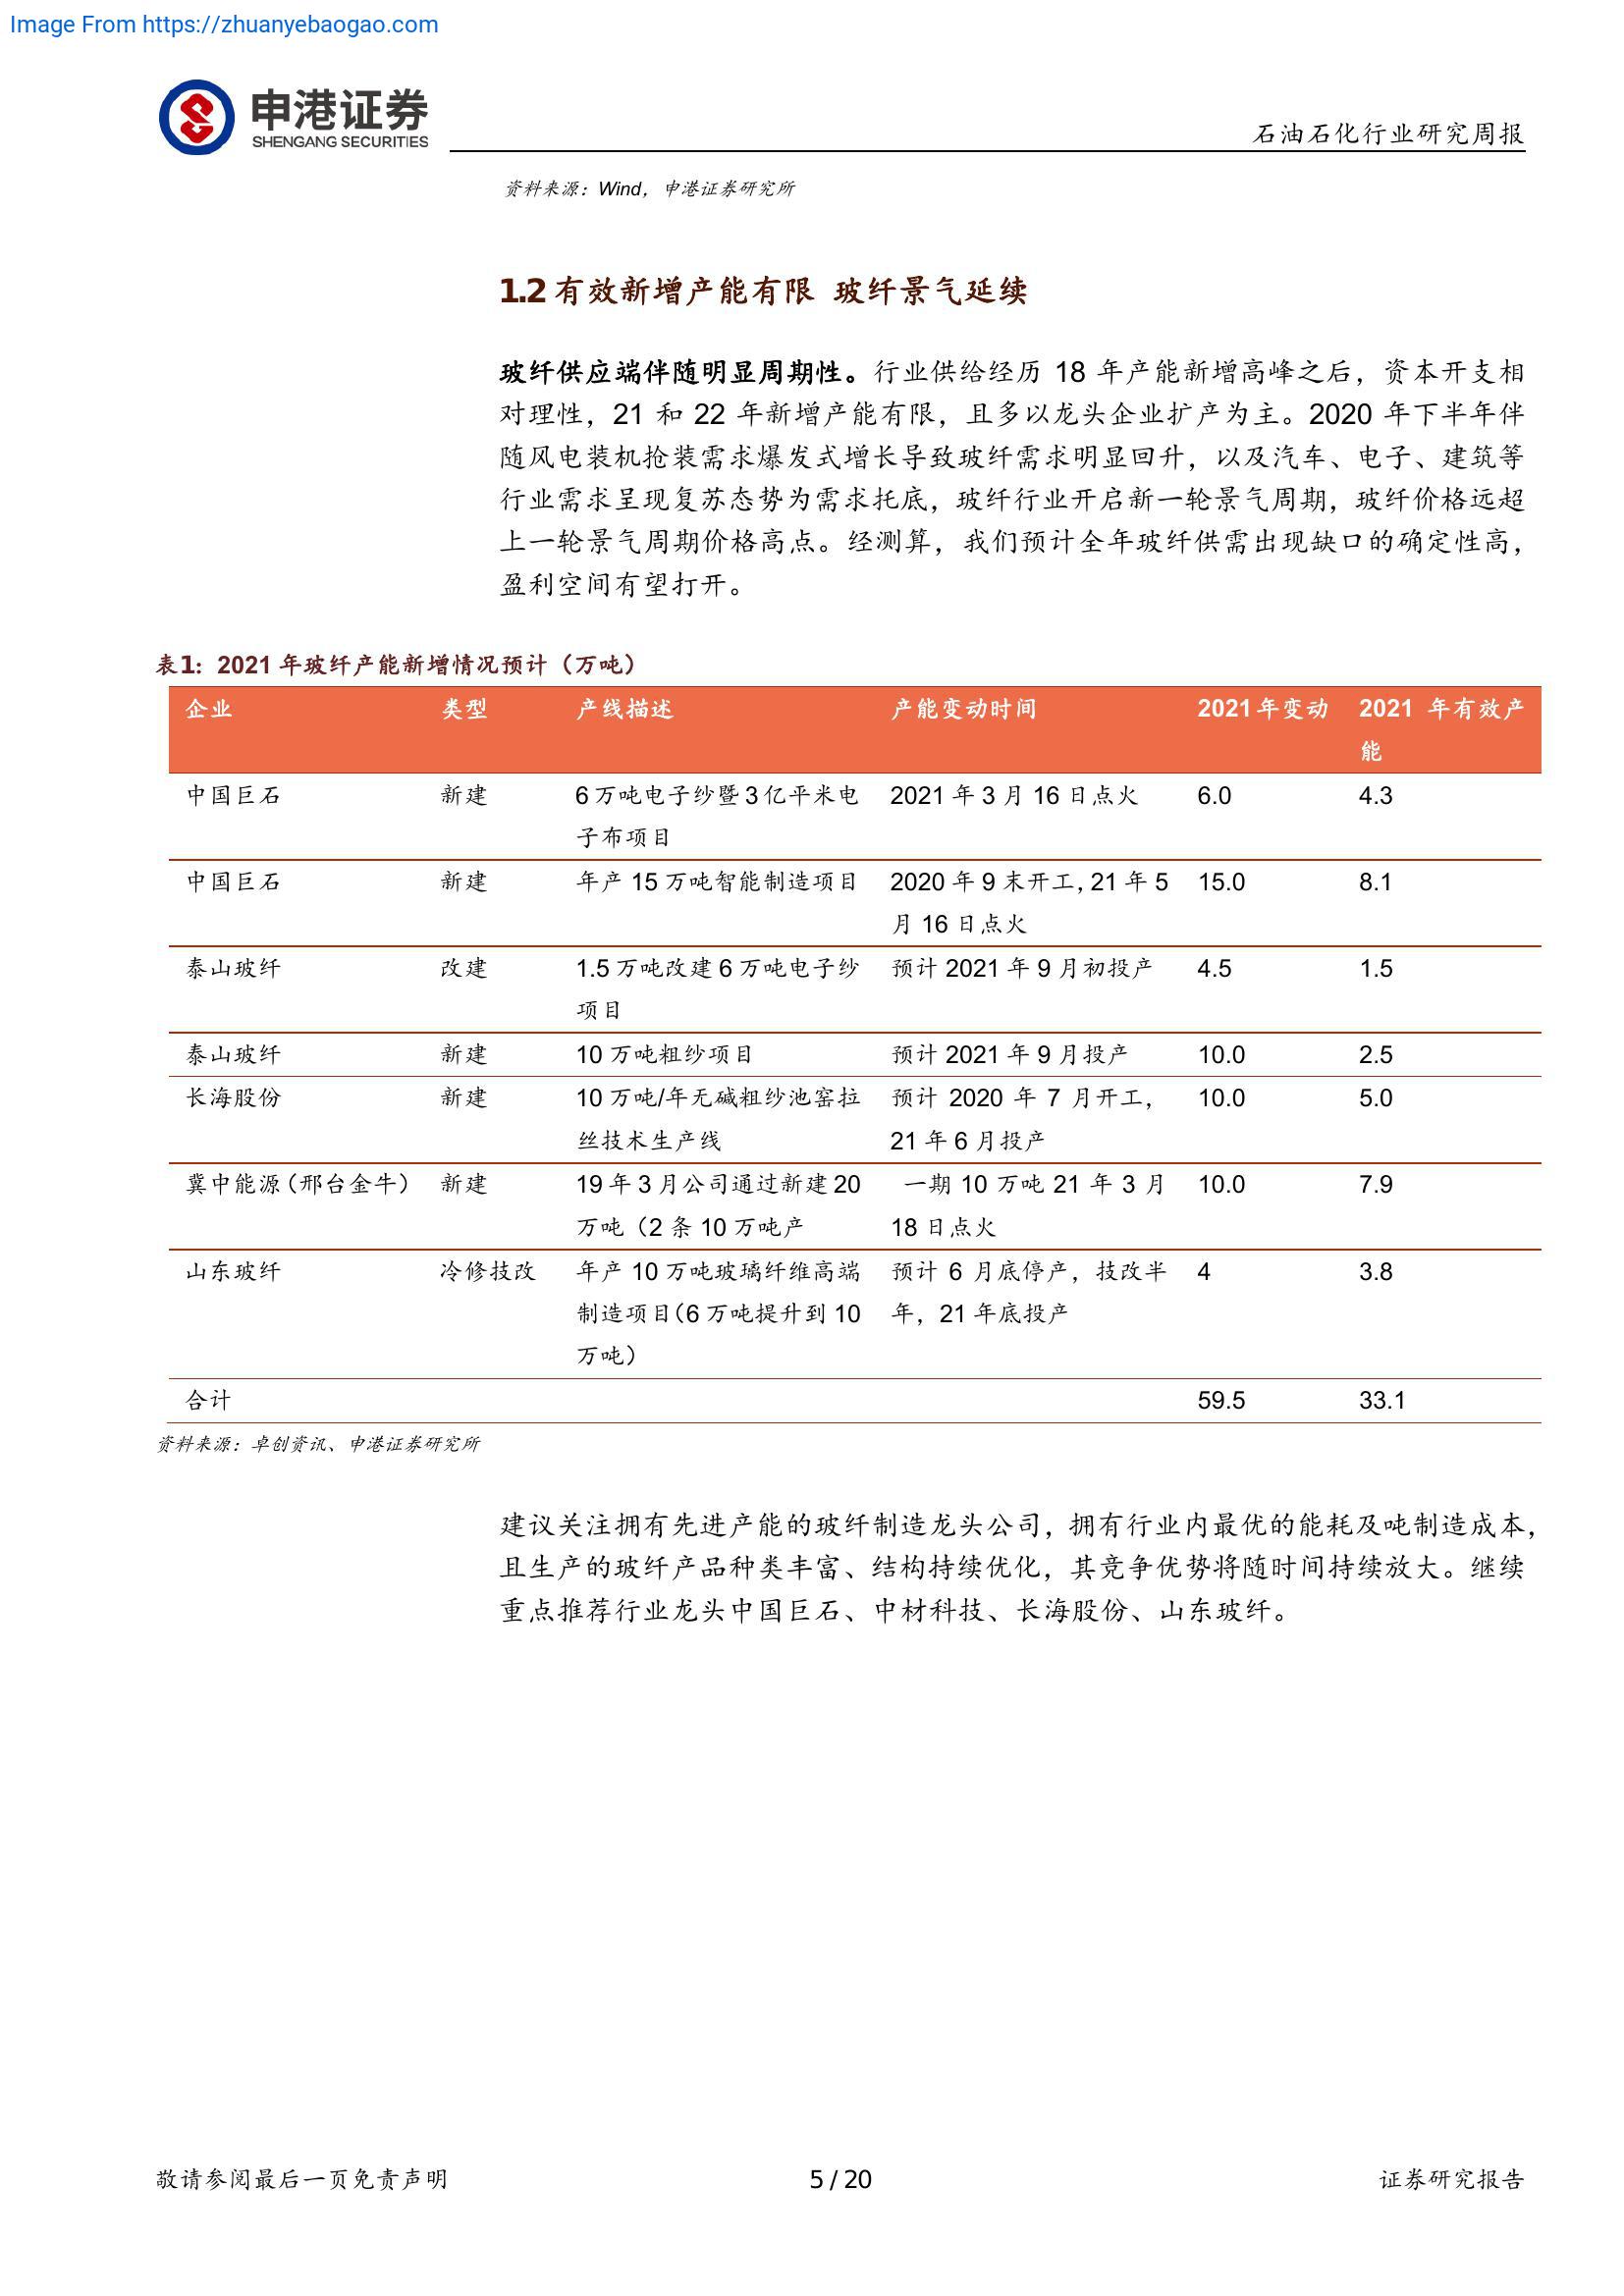 Image From https://zhuanyebaogao.com
申港证券
SHENGANG SECURITIES
石油石化行业研究周报
资料来源：Wind，申港证券研究所
1.2 有效新增产能有限 玻纤景气延续
玻纤供应端伴随明显周期性。行业供给经历 18 年产能新增高峰之后，资本开支相
对理性，21 和 22 年新增产能有限，且多以龙头企业扩产为主。2020 年下半年伴
随风电装机抢装需求爆发式增长导致玻纤需求明显回升，以及汽车、电子、建筑等
行业需求呈现复苏态势为需求托底，玻纤行业开启新一轮景气周期，玻纤价格远超
上一轮景气周期价格高点。经测算，我们预计全年玻纤供需出现缺口的确定性高，
盈利空间有望打开。
表1：2021 年玻纤产能新增情况预计（万吨）
企业 类型 产线描述 产能变动时间 2021 年变动 2021 年有效产
能
中国巨石 新建 6 万吨电子纱暨 3 亿平米电 2021 年 3 月 16 日点火 6.0 4.3
子布项目
中国巨石 新建 年产 15 万吨智能制造项目 2020 年 9 末开工，21 年 5 15.0 8.1
月 16 日点火
泰山玻纤 改建 1.5 万吨改建 6 万吨电子纱 预计 2021 年 9 月初投产 4.5 1.5
项目
泰山玻纤 新建 10 万吨粗纱项目 预计 2021 年 9 月投产 10.0 2.5
长海股份 新建 10 万吨/年无碱粗纱池窑拉 预计 2020 年 7 月开工， 10.0 5.0
丝技术生产线 21 年 6 月投产
冀中能源（邢台金牛） 新建 19 年 3 月公司通过新建 20 一期 10 万吨 21 年 3 月 10.0 7.9
万吨（2 条 10 万吨产 18 日点火
山东玻纤 冷修技改 年产 10 万吨玻璃纤维高端 预计 6 月底停产，技改半 4 3.8
制造项目（6 万吨提升到 10 年，21 年底投产
万吨）
合计 59.5 33.1
资料来源：卓创资讯、申港证券研究所
建议关注拥有先进产能的玻纤制造龙头公司，拥有行业内最优的能耗及吨制造成本，
且生产的玻纤产品种类丰富、结构持续优化，其竞争优势将随时间持续放大。继续
重点推荐行业龙头中国巨石、中材科技、长海股份、山东玻纤。
敬请参阅最后一页免责声明 5 / 20 证券研究报告